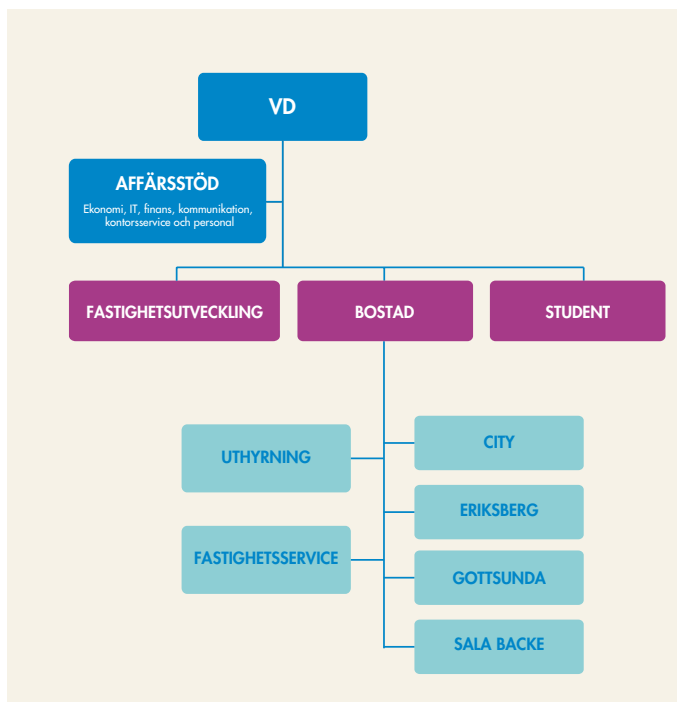 VD
AFFÄRSSTÖD
Ekonomi, IT, finans, kommunikation,
kontorsservice och personal
FASTIGHETSUTVECKLING
BOSTAD
STUDENT
UTHYRNING
FASTIGHETSSERVICE
CITY
ERIKSBERG
GOTTSUNDA
SALA BACKE